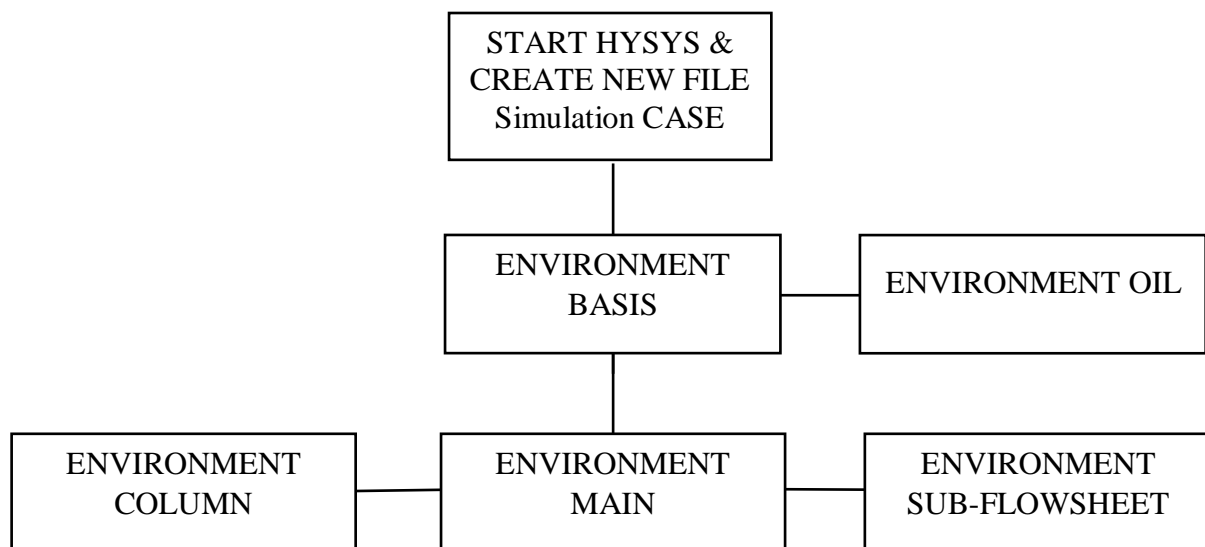 START HYSYS &
CREATE NEW FILE
Simulation CASE
ENVIRONMENT
BASIS
ENVIRONMENT OIL
ENVIRONMENT
COLUMN
ENVIRONMENT
MAIN
ENVIRONMENT
SUB-FLOWSHEET